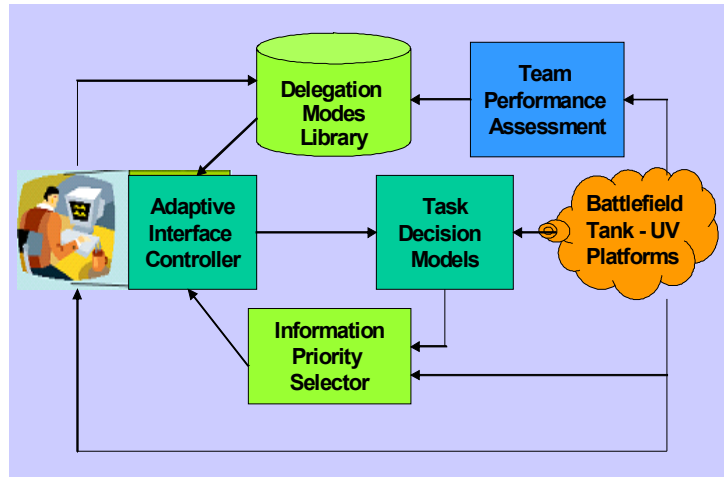 Delegation
Modes
Library
Team
Performance
Assessment
Adaptive
Interface
Controller
Task
Decision
Models
Battlefield
Tank - UV
Platforms
Information
Priority
Selector